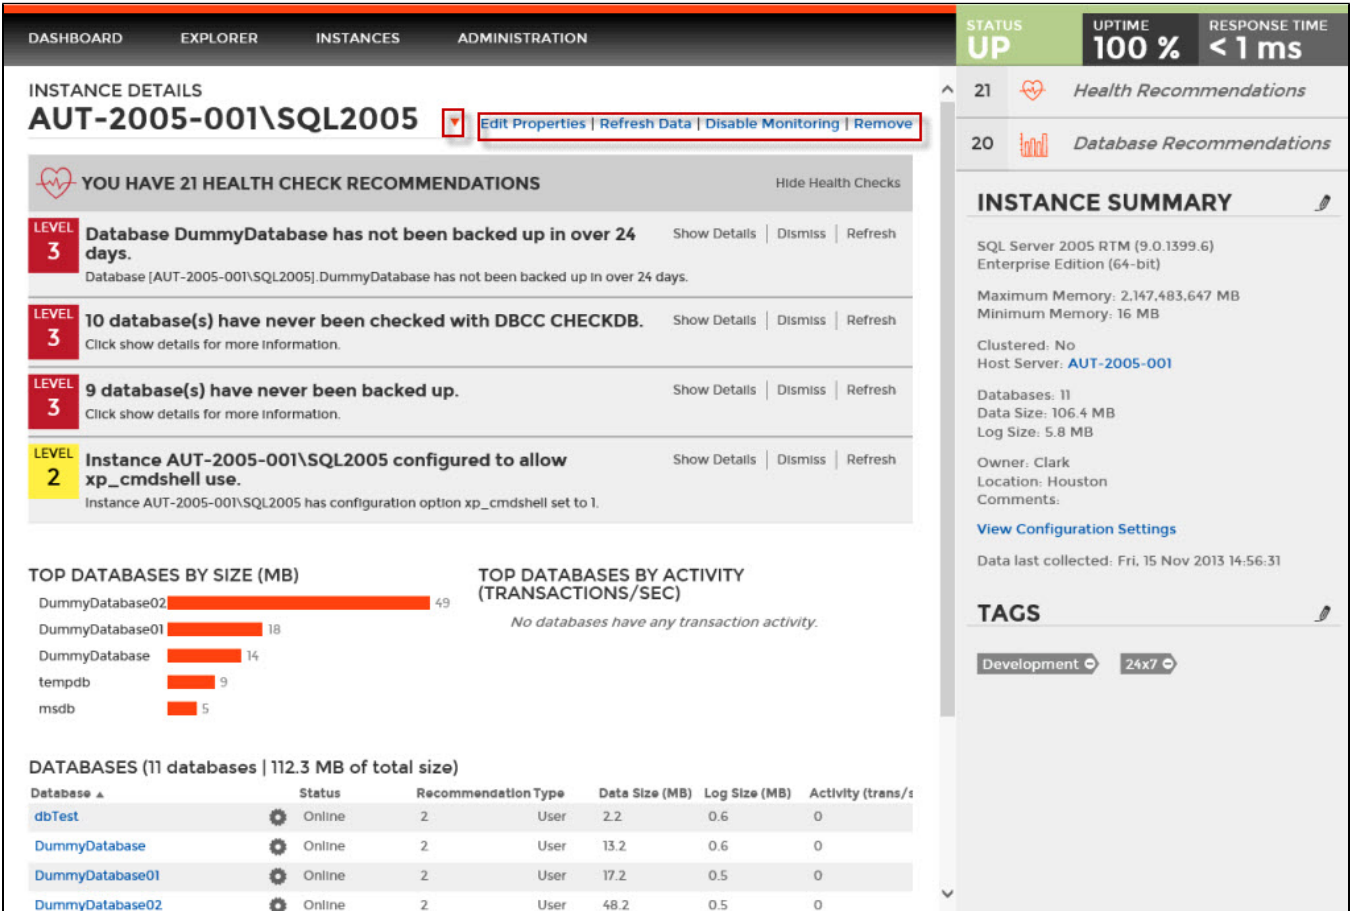 DASHBOARD EXPLORER INSTANCES ADMINISTRATION
STATUS UPTIME RESPONSE TIME
UP 100 % < 1 ms
INSTANCE DETAILS
AUT-2005-001\SQL2005 Edit Properties | Refresh Data | Disable Monitoring | Remove
YOU HAVE 21 HEALTH CHECK RECOMMENDATIONS Hide Health Checks
LEVEL
3
Database DummyDatabase has not been backed up in over 24
days.
Show Details | Dismiss | Refresh
Database [AUT-2005-001\SQL2005].DummyDatabase has not been backed up in over 24 days.
LEVEL
3
10 database(s) have never been checked with DBCC CHECKDB. Show Details | Dismiss | Refresh
Click show details for more information.
LEVEL
3
9 database(s) have never been backed up. Show Details | Dismiss | Refresh
Click show details for more information.
LEVEL
2
Instance AUT-2005-001\SQL2005 configured to allow
xp_cmdshell use.
Show Details | Dismiss | Refresh
Instance AUT-2005-001\SQL2005 has configuration option xp_cmdshell set to 1.
TOP DATABASES BY SIZE (MB)
DummyDatabase02 49
DummyDatabase01 18
DummyDatabase 14
tempdb 9
msdb 5
TOP DATABASES BY ACTIVITY
(TRANSACTIONS/SEC)
No databases have any transaction activity.
DATABASES (11 databases | 112.3 MB of total size)
Database Status Recommendation Type Data Size (MB) Log Size (MB) Activity (trans/s
dbTest Online 2 User 2.2 0.6 0
DummyDatabase Online 2 User 13.2 0.6 0
DummyDatabase01 Online 2 User 17.2 0.5 0
DummyDatabase02 Online 2 User 48.2 0.5 0
21 Health Recommendations
20 Database Recommendations
INSTANCE SUMMARY
SQL Server 2005 RTM (9.0.1399.6)
Enterprise Edition (64-bit)
Maximum Memory: 2,147,483,647 MB
Minimum Memory: 16 MB
Clustered: No
Host Server: AUT-2005-001
Databases: 11
Data Size: 106.4 MB
Log Size: 5.8 MB
Owner: Clark
Location: Houston
Comments:
View Configuration Settings
Data last collected: Fri, 15 Nov 2013 14:56:31
TAGS
Development 24x7